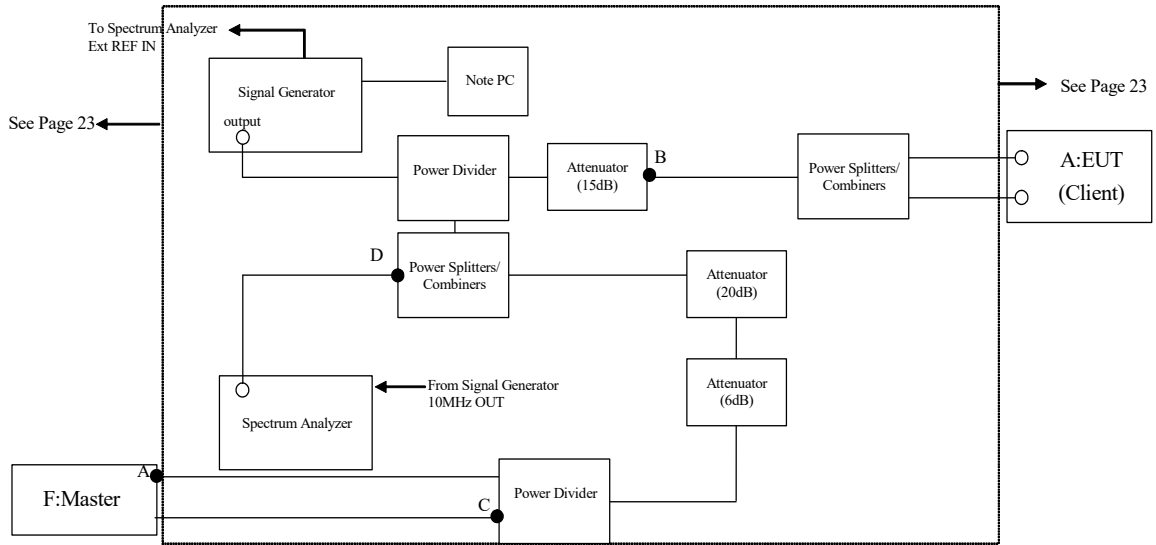 To Spectrum Analyzer
Ext REF IN
Signal Generator
output
Note PC
See Page 23
See Page 23
Power Divider
Attenuator
(15dB)
B
Power Splitters/
Combiners
A:EUT
(Client)
D
Power Splitters/
Combiners
Attenuator
(20dB)
Attenuator
(6dB)
From Signal Generator
10MHz OUT
Spectrum Analyzer
F:Master
A
C
Power Divider